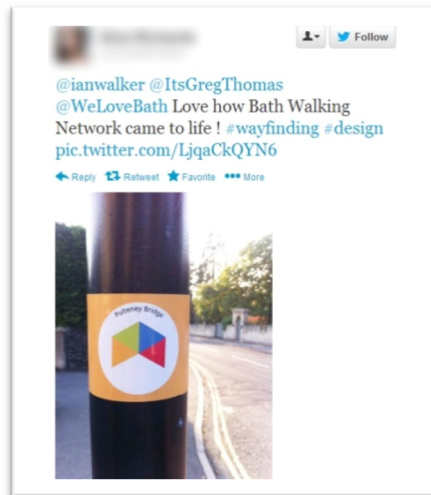 Follow
@ianwalker @ItsGregThomas
@WeLoveBath Love how Bath Walking
Network came to life ! #wayfinding #design
pic.twitter.com/LjqaCkQYN6
Reply Retweet Favorite More
Pulteney Bridge